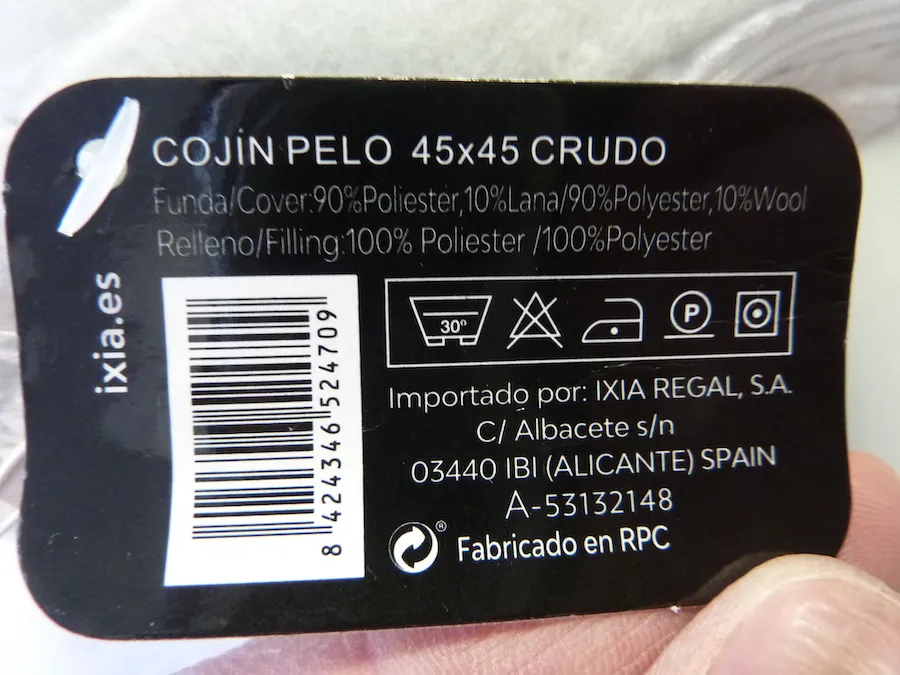 COJÍN PELO 45x45 CRUDO
Funda/Cover:90%Poliester,10%Lana/90%Polyester,10%Wool
Relleno/Filling:100% Poliester /100%Polyester
ixia.es
8 424346 524709
30°
P
Importado por: IXIA REGAL, S.A.
C/ Albacete s/n
03440 IBI (ALICANTE) SPAIN
A-53132148
® Fabricado en RPC